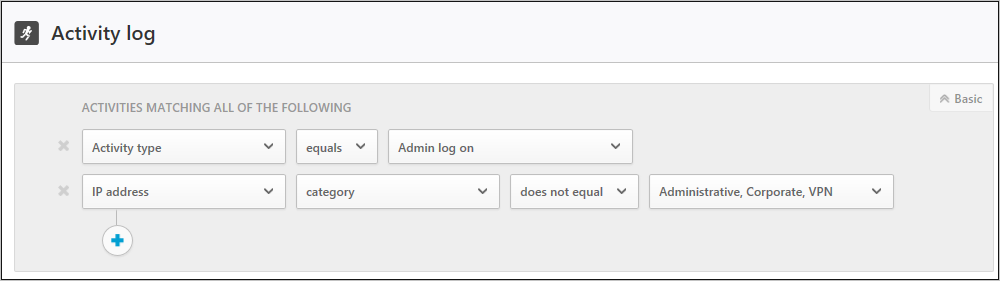 Activity log
Basic
ACTIVITIES MATCHING ALL OF THE FOLLOWING
Activity type equals Admin log on
IP address category does not equal Administrative, Corporate, VPN